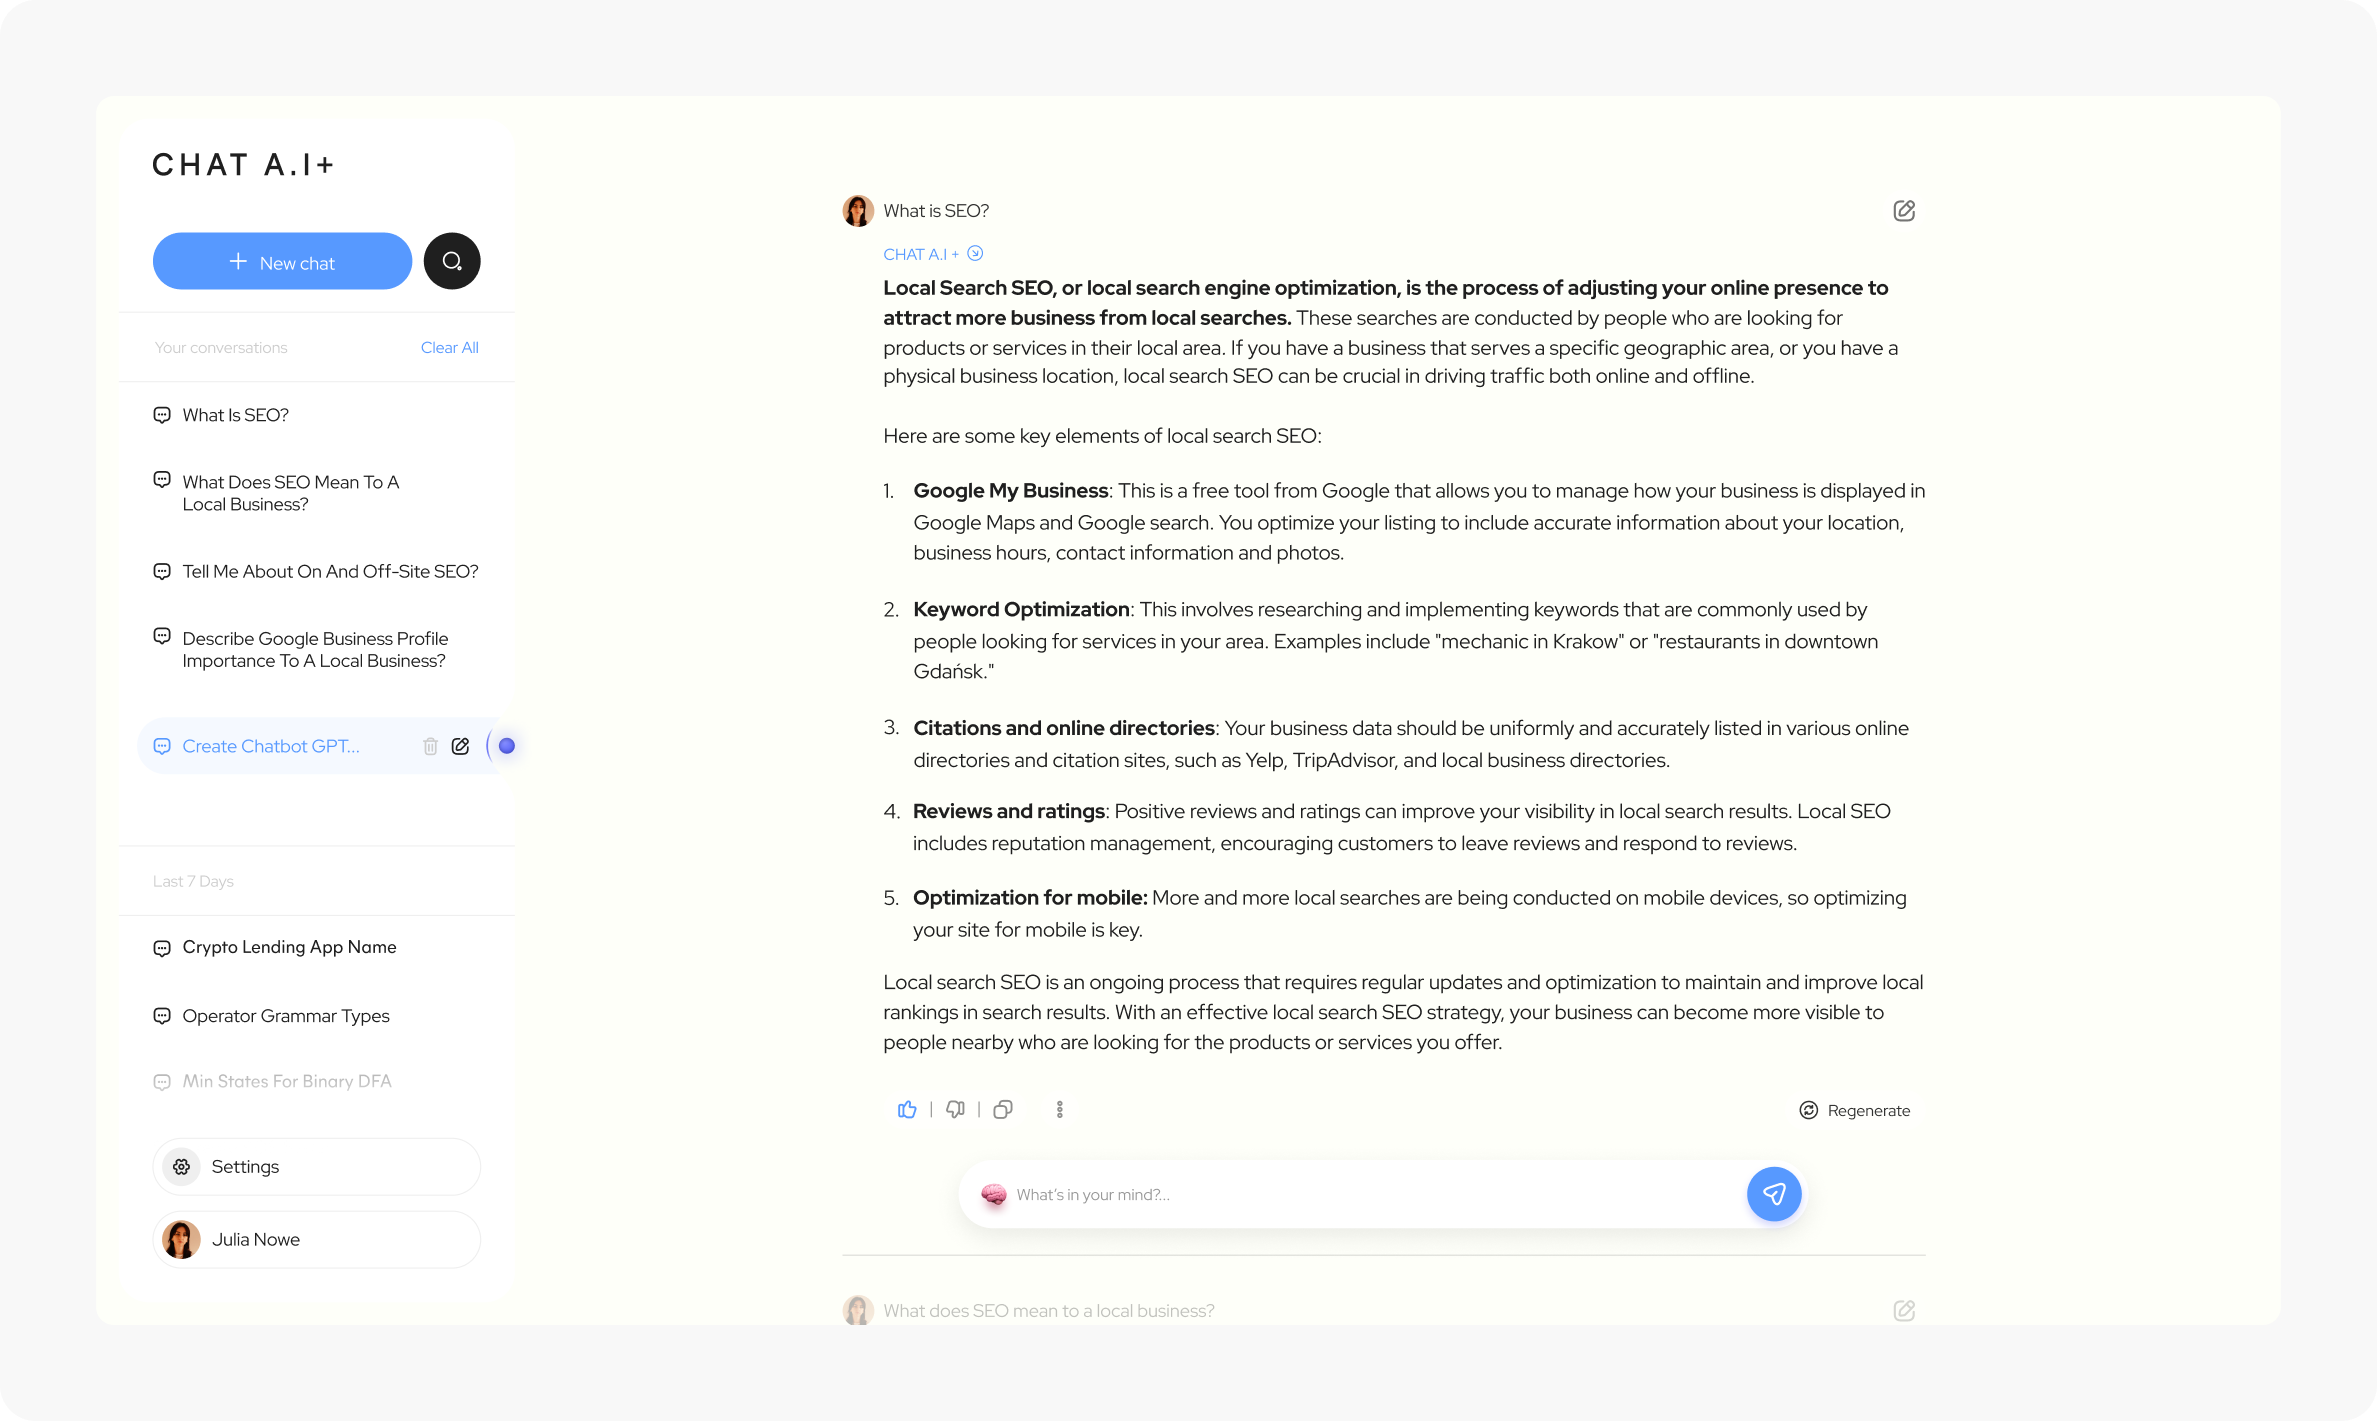 CHAT A.I+
New chat
Your conversations
Clear All
What Is SEO?
What Does SEO Mean To A
Local Business?
Tell Me About On And Off-Site SEO?
Describe Google Business Profile
Importance To A Local Business?
Create Chatbot GPT...
Last 7 Days
Crypto Lending App Name
Operator Grammar Types
Min States For Binary DFA
Settings
Julia Nowe
What is SEO?
CHAT A.I +
Local Search SEO, or local search engine optimization, is the process of adjusting your online presence to
attract more business from local searches. These searches are conducted by people who are looking for
products or services in their local area. If you have a business that serves a specific geographic area, or you have a
physical business location, local search SEO can be crucial in driving traffic both online and offline.
Here are some key elements of local search SEO:
1. Google My Business: This is a free tool from Google that allows you to manage how your business is displayed in
Google Maps and Google search. You optimize your listing to include accurate information about your location,
business hours, contact information and photos.
2. Keyword Optimization: This involves researching and implementing keywords that are commonly used by
people looking for services in your area. Examples include "mechanic in Krakow" or "restaurants in downtown
Gdańsk."
3. Citations and online directories: Your business data should be uniformly and accurately listed in various online
directories and citation sites, such as Yelp, TripAdvisor, and local business directories.
4. Reviews and ratings: Positive reviews and ratings can improve your visibility in local search results. Local SEO
includes reputation management, encouraging customers to leave reviews and respond to reviews.
5. Optimization for mobile: More and more local searches are being conducted on mobile devices, so optimizing
your site for mobile is key.
Local search SEO is an ongoing process that requires regular updates and optimization to maintain and improve local
rankings in search results. With an effective local search SEO strategy, your business can become more visible to
people nearby who are looking for the products or services you offer.
Regenerate
What's in your mind?...
What does SEO mean to a local business?